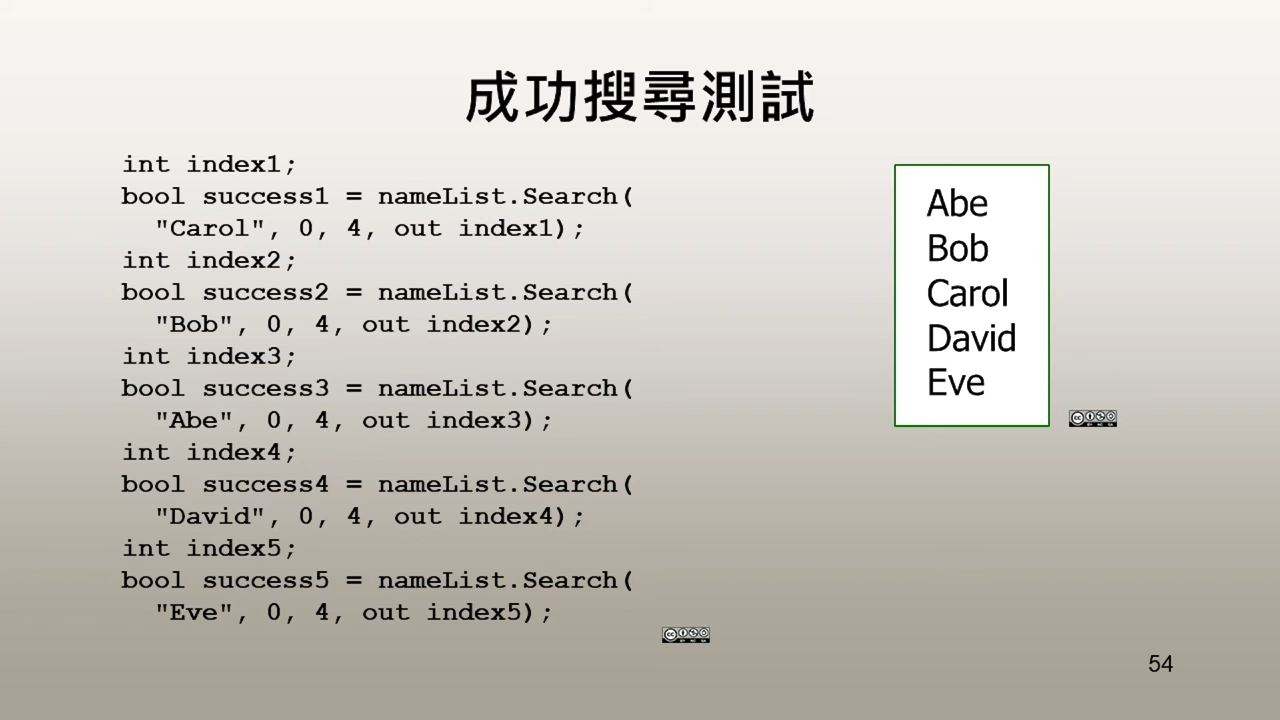 成功搜尋測試
int index1;
bool success1 = nameList.Search(
"Carol", 0, 4, out index1);
int index2;
bool success2 = nameList.Search(
"Bob", 0, 4, out index2);
int index3;
bool success3 = nameList.Search(
"Abe", 0, 4, out index3);
int index4;
bool success4 = nameList.Search(
"David", 0, 4, out index4);
int index5;
bool success5 = nameList.Search(
"Eve", 0, 4, out index5);
Abe
Bob
Carol
David
Eve
54